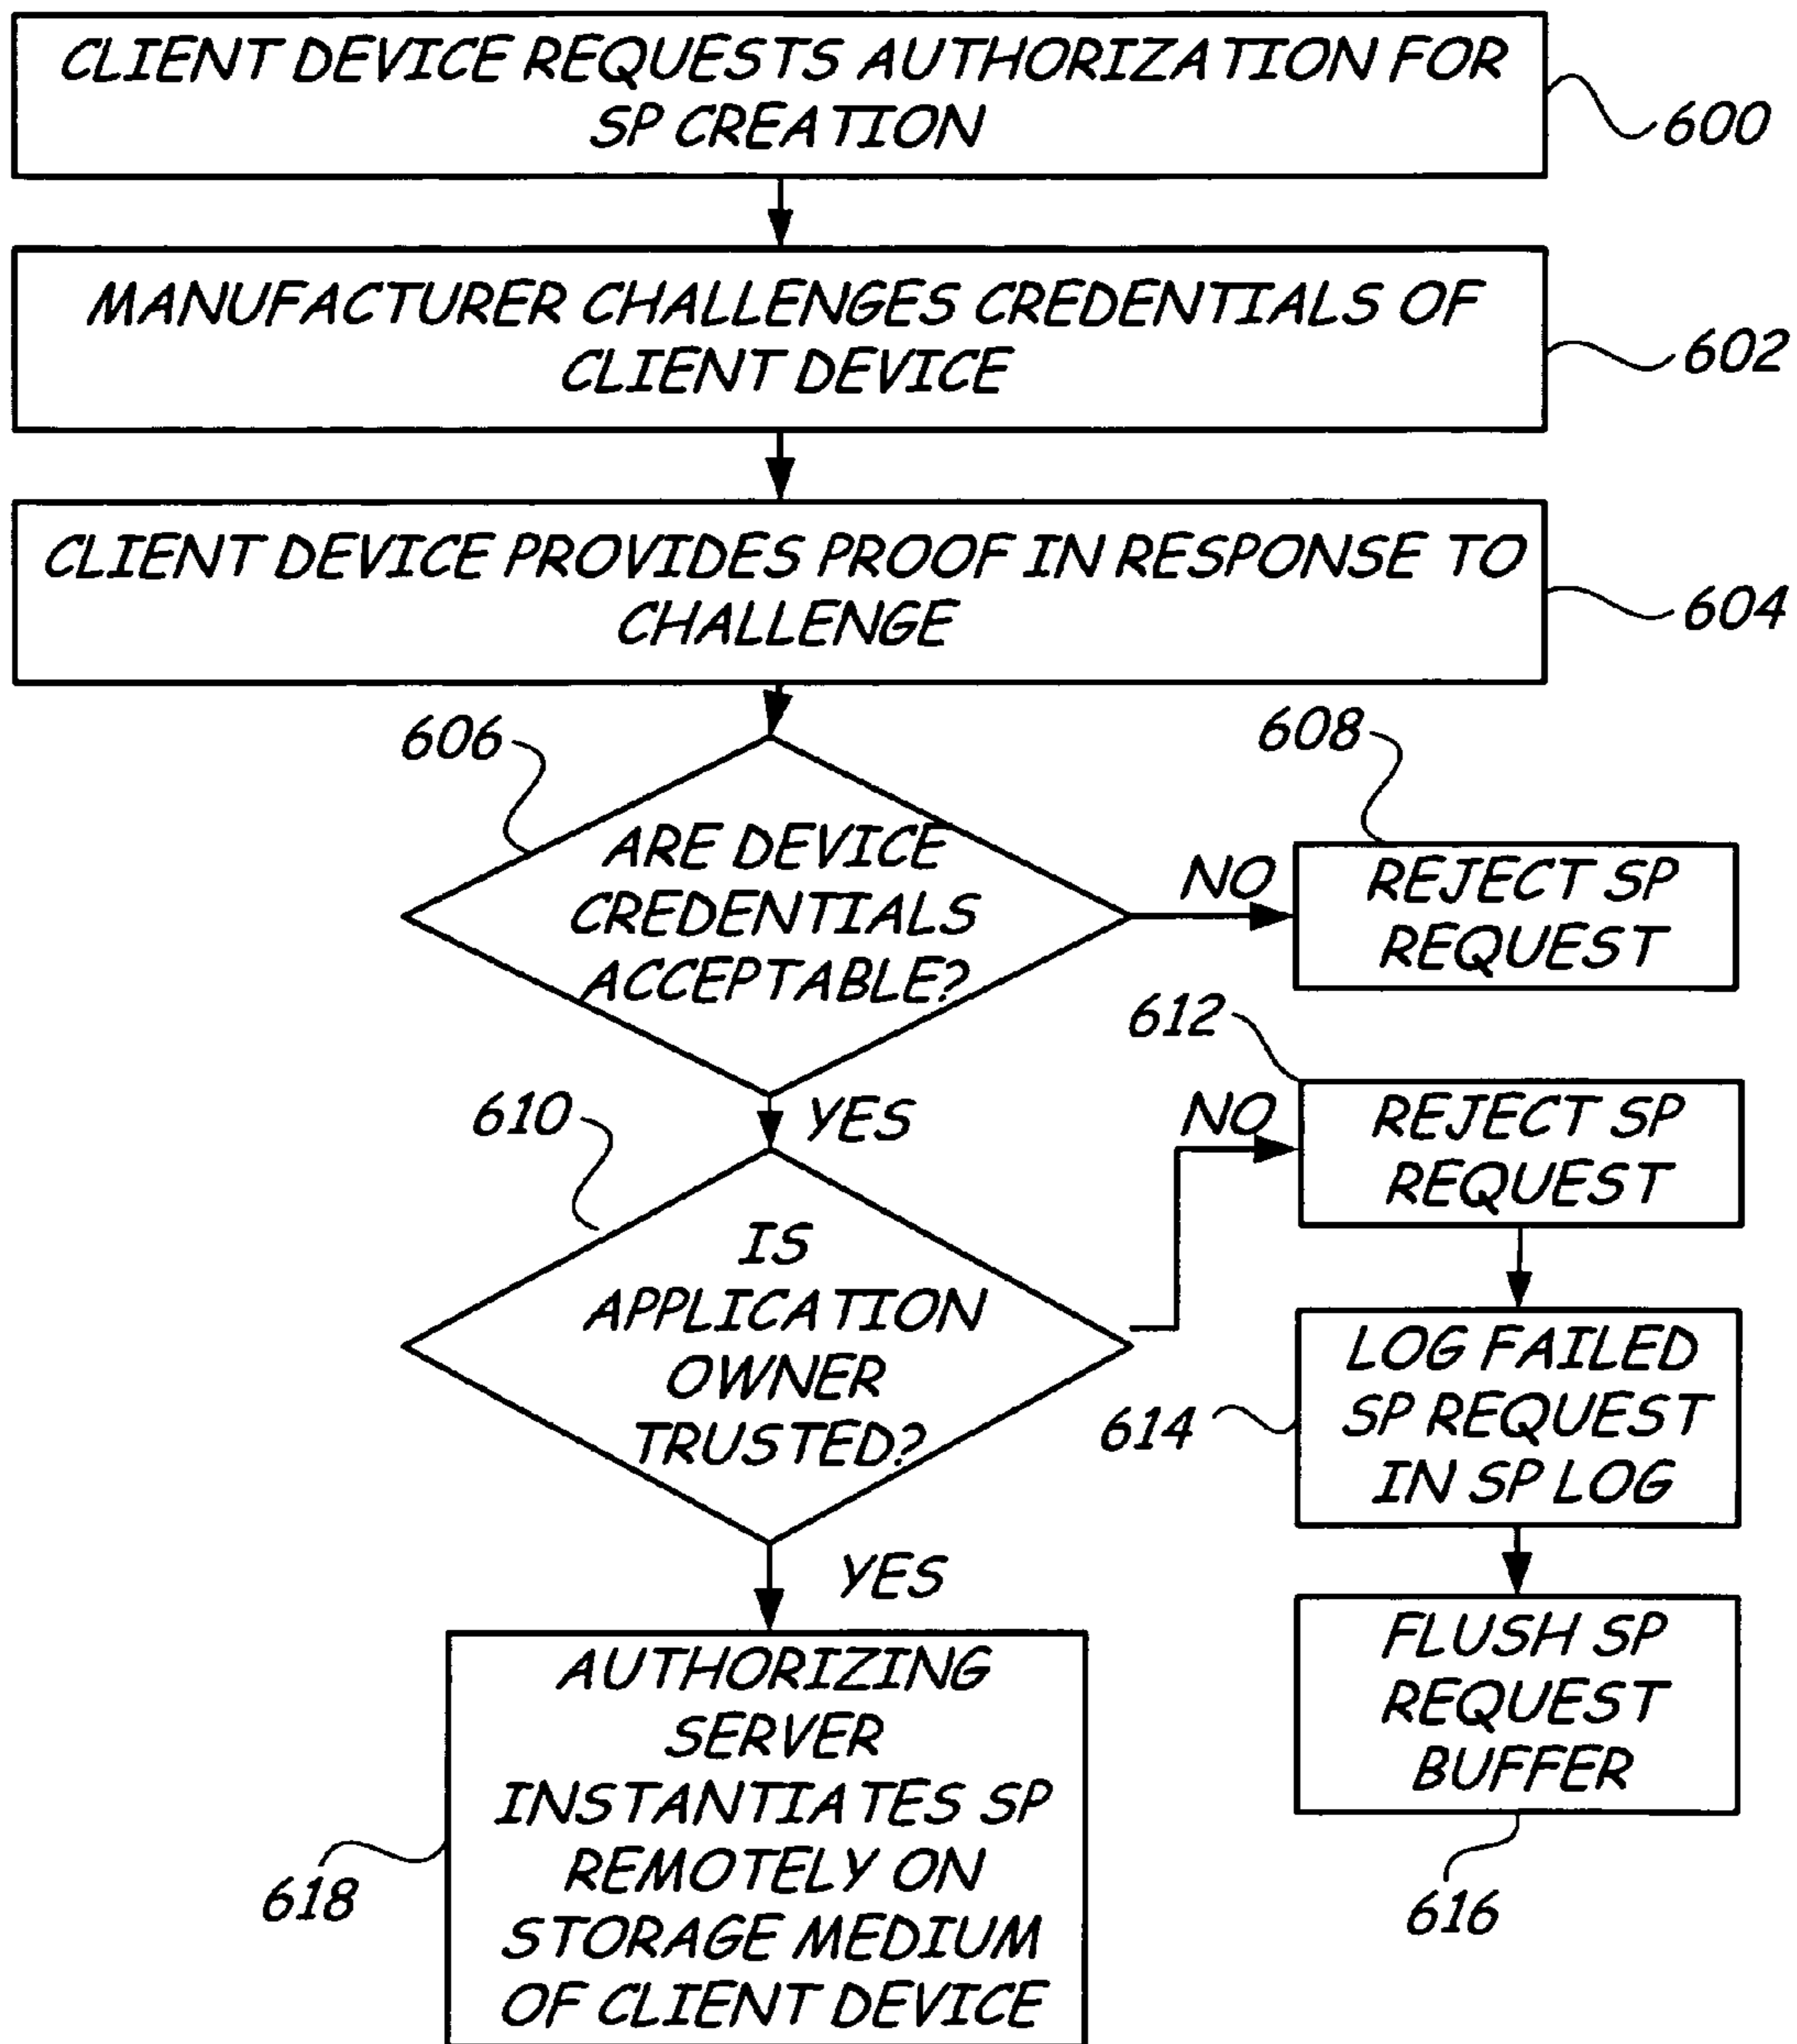 CLIENT DEVICE REQUESTS AUTHORIZATION FOR
SP CREATION
600
MANUFACTURER CHALLENGES CREDENTIALS OF
CLIENT DEVICE
602
CLIENT DEVICE PROVIDES PROOF IN RESPONSE TO
CHALLENGE
604
606
ARE DEVICE
CREDENTIALS
ACCEPTABLE?
NO
608
REJECT SP
REQUEST
YES
610
IS
APPLICATION
OWNER
TRUSTED?
NO
612
REJECT SP
REQUEST
614
LOG FAILED
SP REQUEST
IN SP LOG
FLUSH SP
REQUEST
BUFFER
616
YES
AUTHORIZING
SERVER
INSTANTIATES SP
REMOTELY ON
STORAGE MEDIUM
OF CLIENT DEVICE
618